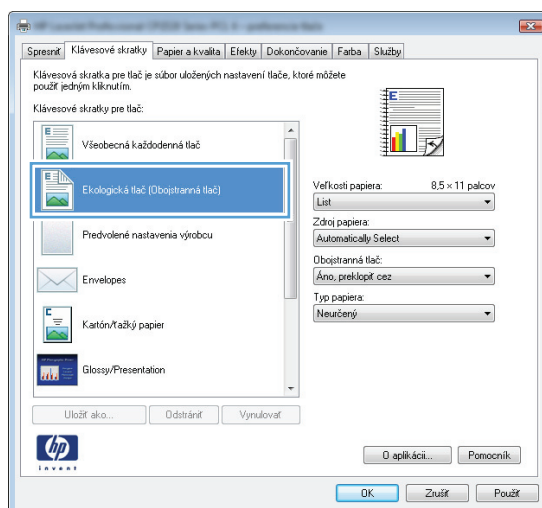 Spresniť Klávesové skratky Papier a kvalita Efekty Dokončovanie Farba Služby
Klávesová skratka pre tlač je súbor uložených nastavení tlače, ktoré môžete
použiť jedným kliknutím.
Klávesové skratky pre tlač:
E
Všeobecná každodenná tlač
E
Ekologická tlač (Obojstranná tlač)
Predvolené nastavenia výrobcu
Envelopes
Kartón/ťažký papier
Glossy/Presentation
Uložiť ako... Odstrániť Vynulovať
E
Veľkosti papiera: 8,5 × 11 palcov
List
Zdroj papiera:
Automatically Select
Obojstranná tlač:
Áno, preklopiť cez
Typ papiera:
Neurčený
hp
invent
O aplikácii... Pomocník
OK Zrušiť Použiť